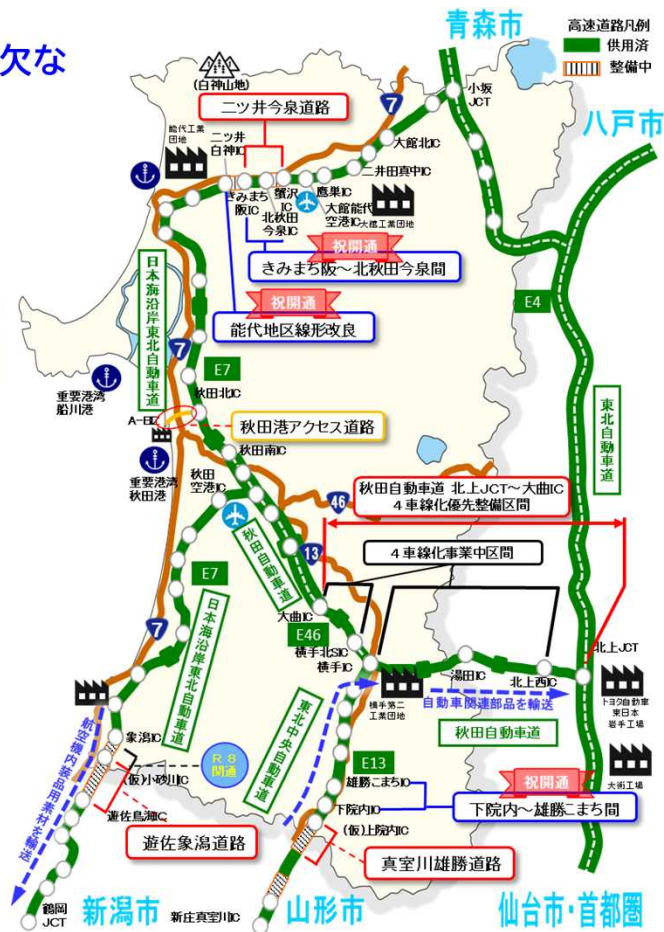 欠な
青森市
高速道路凡例
供用済
整備中
(白神山地)
二ツ井今泉道路
7
小坂
JCT
八戸市
能代工業
団地
二ツ井
白神IC
大館北IC
二井田真中IC
きみまち
阪IC
蟹沢
IC
鷹巣IC
北秋田
今泉IC
大館能代
空港IC
大館工業団地
祝開通
きみまち阪～北秋田今泉間
祝開通
能代地区線形改良
E4
日本海沿岸東北自動車道
7
E7
東北自動車道
秋田北IC
重要港湾
船川港
秋田港アクセス道路
秋田南IC
秋田
空港IC
重要港湾
秋田港
46
秋田自動車道 北上JCT～大曲IC
4車線化優先整備区間
13
4車線化事業中区間
秋田自動車道
E7
日本海沿岸東北自動車道
7
大曲IC
E46
横手北SIC
横手IC
北上JCT
湯田IC
北上西IC
横手第二
工業団地
自動車関連部品を輸送
トヨタ自動車
東日本
岩手工場
秋田自動車道
東北中央自動車道
象潟IC
航空機内装品用素材を輸送
R8
開通
(仮)小砂川IC
E13
雄勝こまちIC
祝開通
大衡工場
下院内IC
下院内～雄勝こまち間
遊佐鳥海IC
(仮)上院内IC
遊佐象潟道路
真室川雄勝道路
鶴岡
JCT
新潟市
新庄真室川IC
山形市
仙台市・首都圏